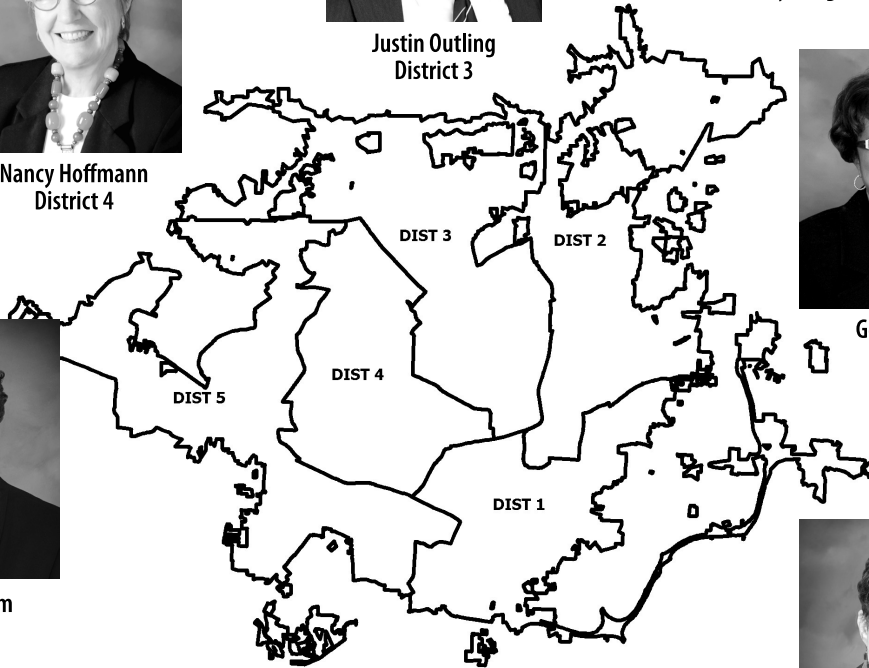 Justin Outling
District 3
Nancy Hoffmann
District 4
DIST 3
DIST 2
DIST 4
DIST 5
DIST 1
G
m